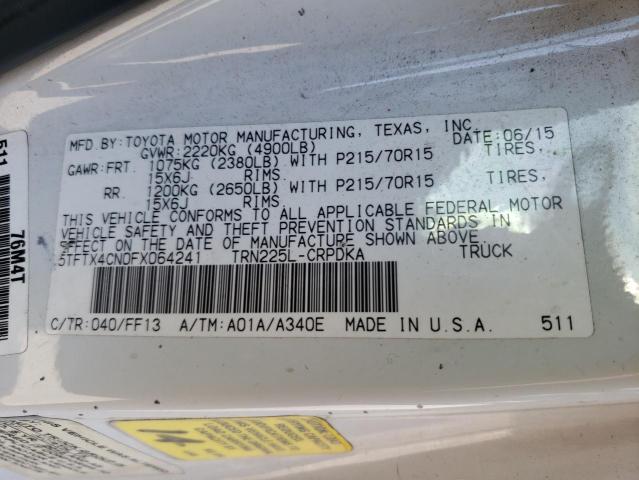 MFD.BY:TOYOTA MOTOR MANUFACTURING, TEXAS, INC. DATE:06/15
GVWR:2220KG (4900LB)
GAWR:FRT. 1075KG (2380LB) WITH P215/70R15 TIRES,
15X6J RIMS,
RR. 1200KG (2650LB) WITH P215/70R15 TIRES,
15X6J RIMS,
THIS VEHICLE CONFORMS TO ALL APPLICABLE FEDERAL MOTOR
VEHICLE SAFETY AND THEFT PREVENTION STANDARDS IN
EFFECT ON THE DATE OF MANUFACTURE SHOWN ABOVE.
5TFTX4CN0FX064241 TRN225L-CRPDKA TRUCK
C/TR:040/FF13 A/TM:A01A/A340E MADE IN U.S.A. 511
511
76M4T